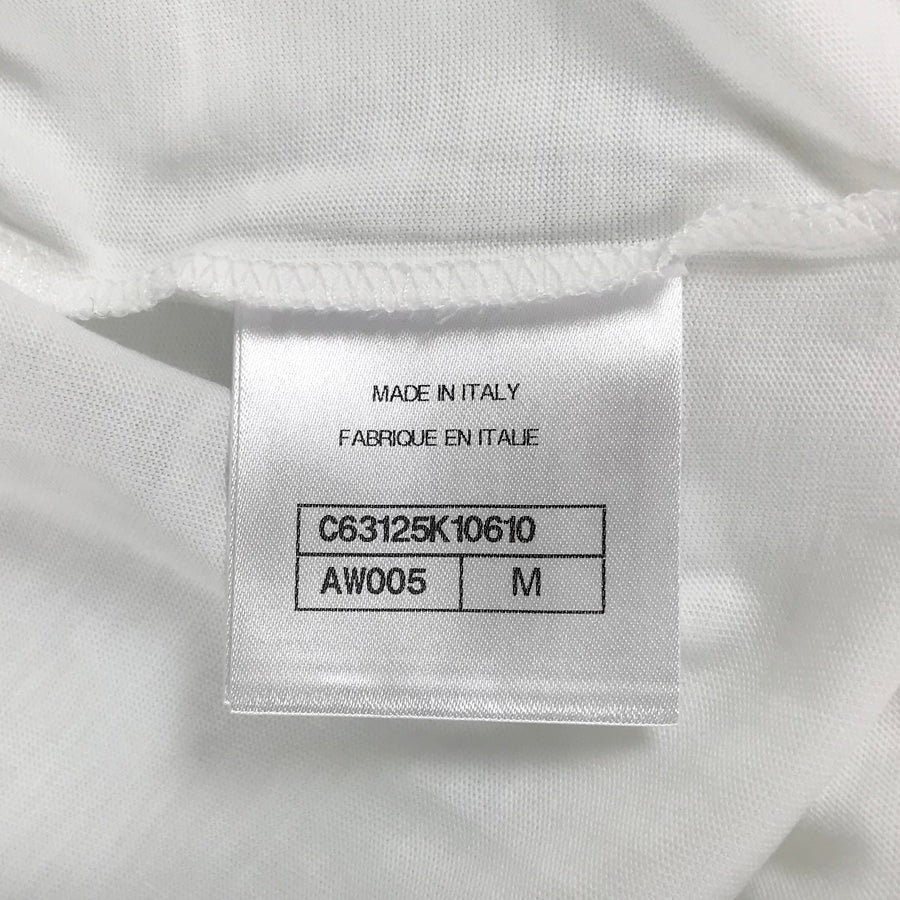 MADE IN ITALY
FABRIQUE EN ITALIE
C63125K10610
AW005 M